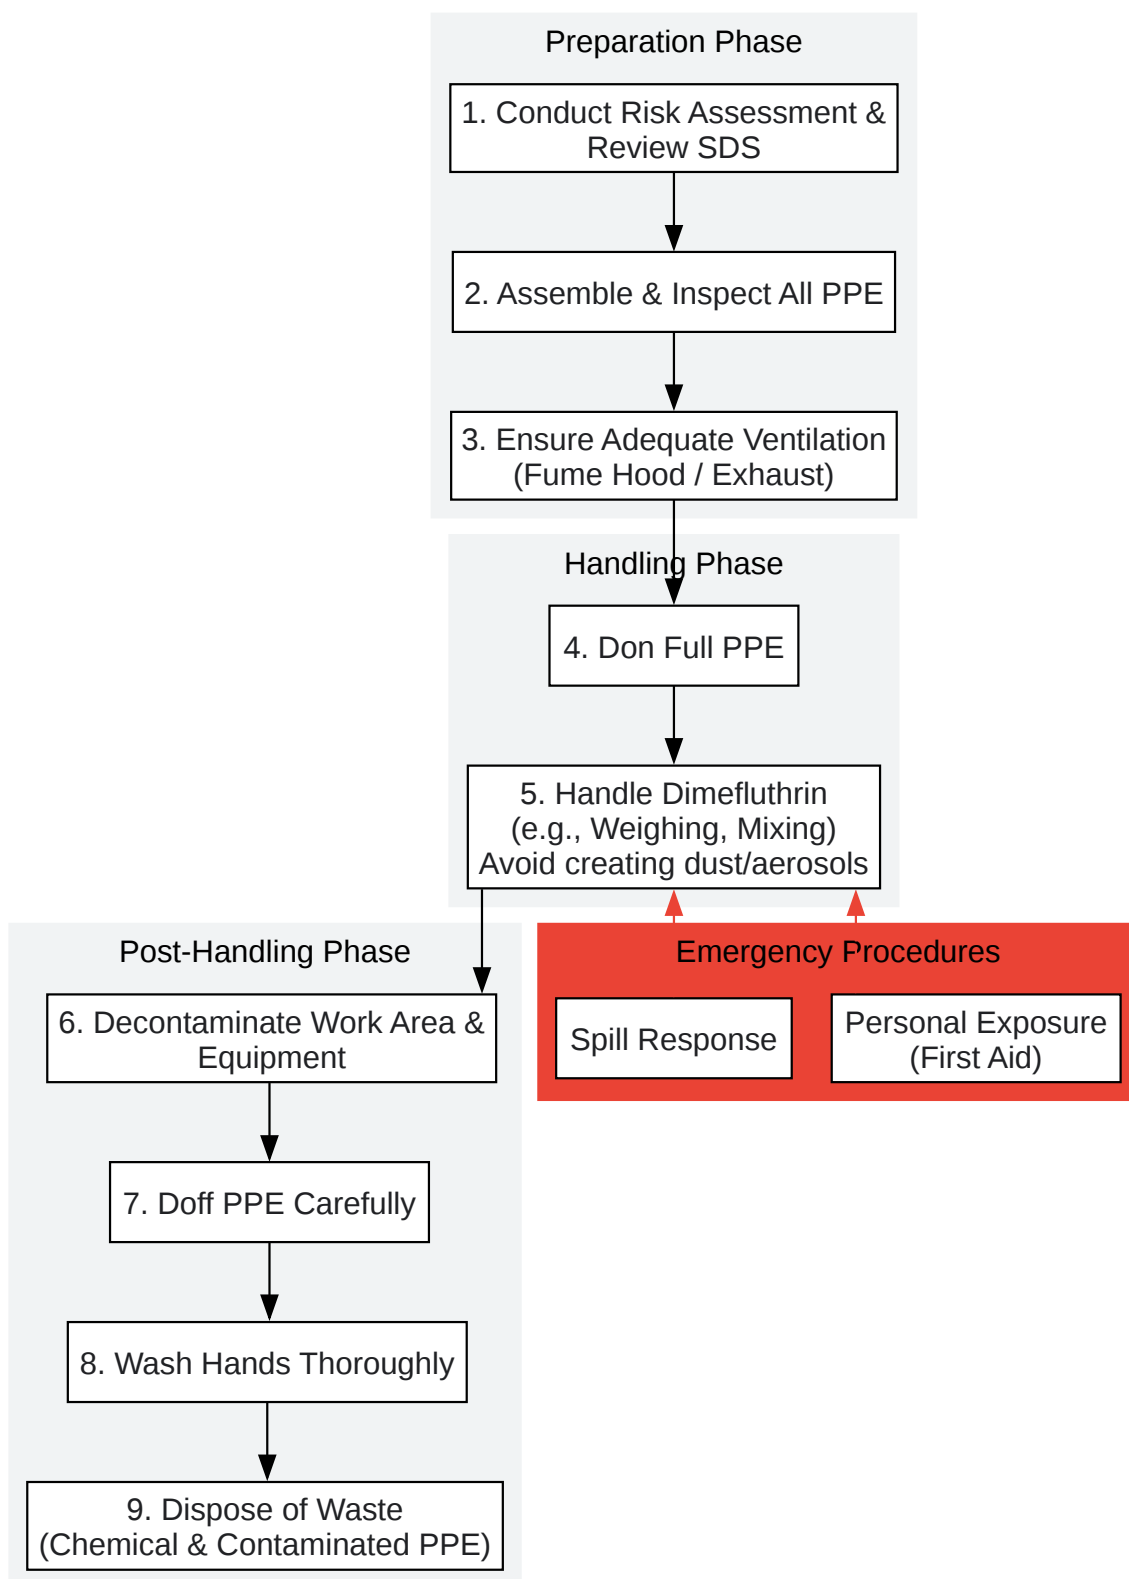 Preparation Phase
1. Conduct Risk Assessment &
Review SDS
2. Assemble & Inspect All PPE
3. Ensure Adequate Ventilation
(Fume Hood / Exhaust)
Handling Phase
4. Don Full PPE
5. Handle Dimefluthrin
(e.g., Weighing, Mixing)
Avoid creating dust/aerosols
Post-Handling Phase
6. Decontaminate Work Area &
Equipment
7. Doff PPE Carefully
8. Wash Hands Thoroughly
9. Dispose of Waste
(Chemical & Contaminated PPE)
Emergency Procedures
Spill Response
Personal Exposure
(First Aid)